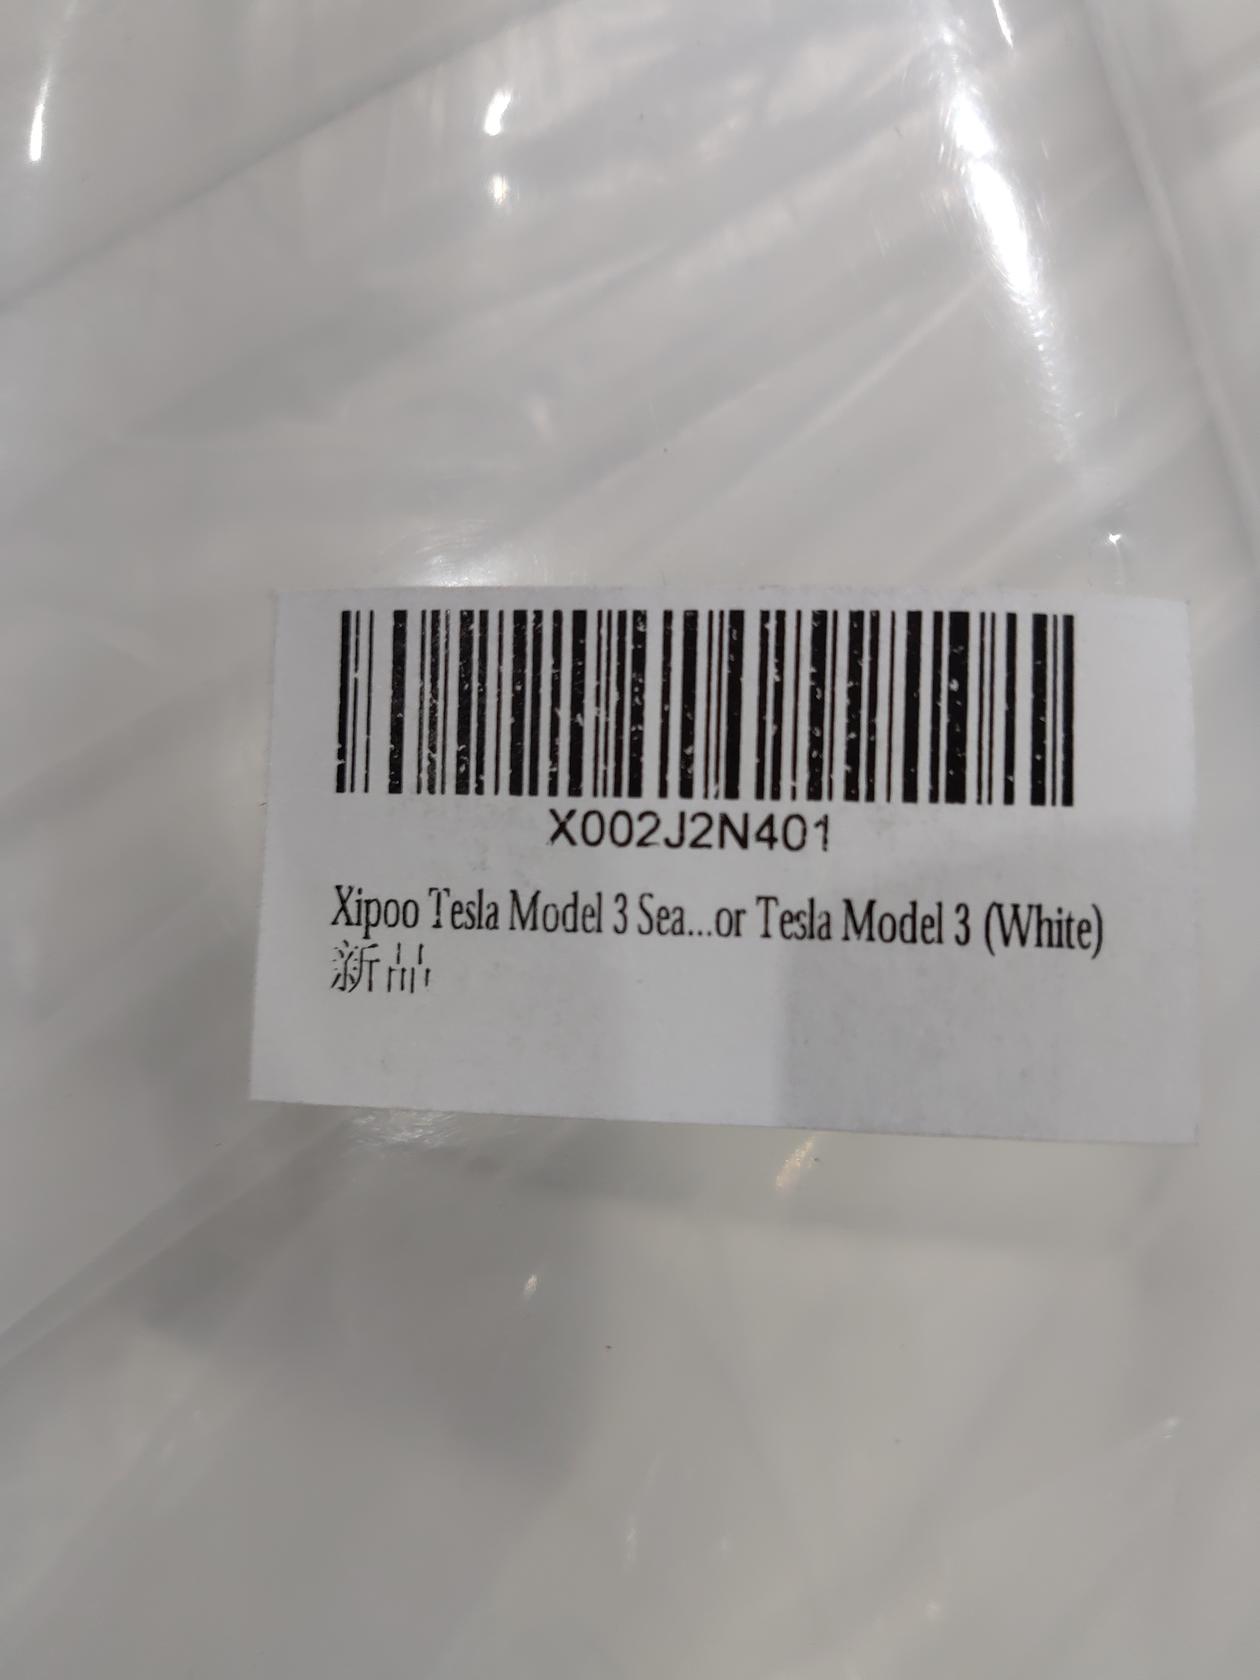 X002J2N401
Xipoo Tesla Model 3 Sea...or Tesla Model 3 (White)
新品